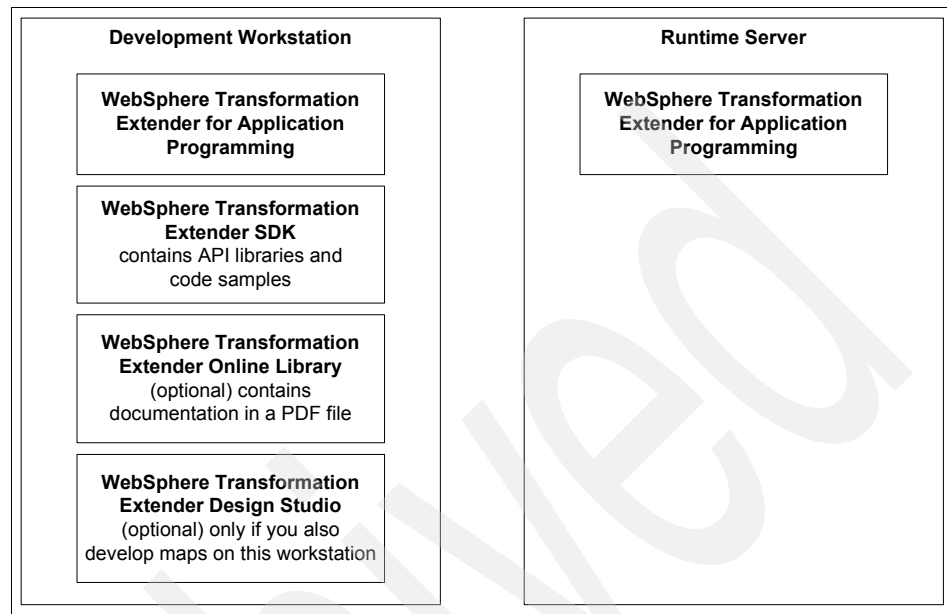 Development Workstation
WebSphere Transformation
Extender for Application
Programming
WebSphere Transformation
Extender SDK
contains API libraries and
code samples
WebSphere Transformation
Extender Online Library
(optional) contains
documentation in a PDF file
WebSphere Transformation
Extender Design Studio
(optional) only if you also
develop maps on this workstation
Runtime Server
WebSphere Transformation
Extender for Application
Programming
hived